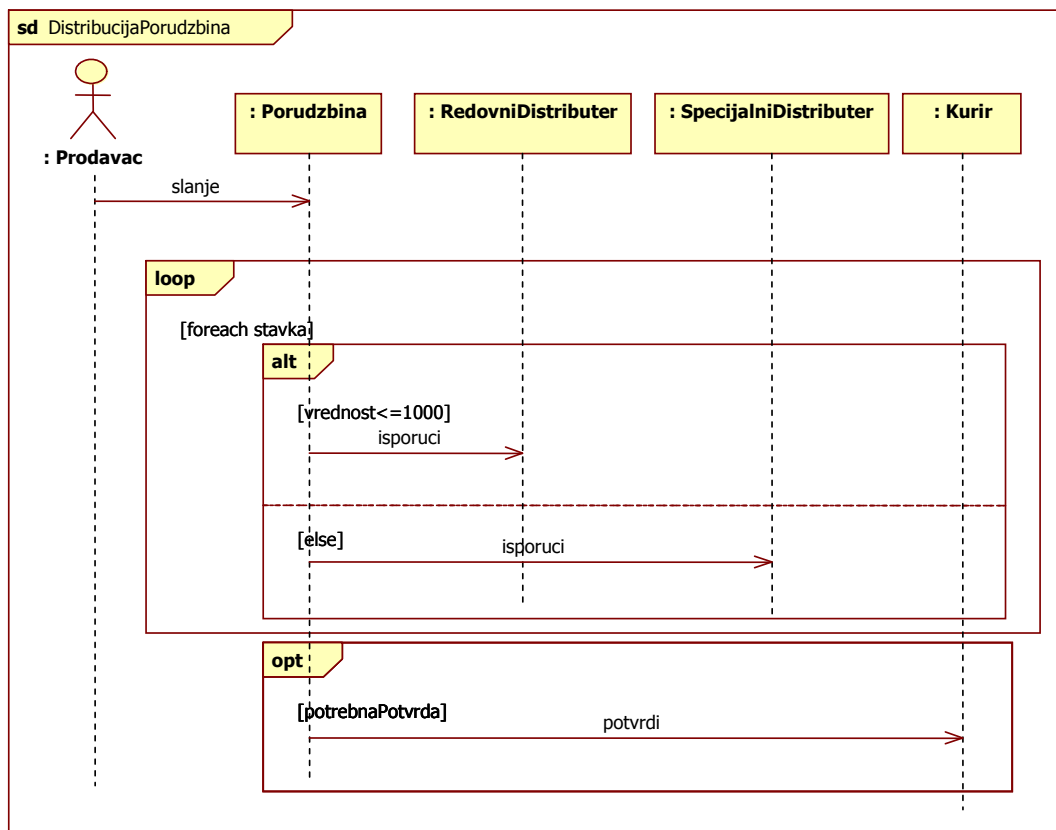 sd DistribucijaPorudzbina
: Prodavac
: Porudzbina
: RedovniDistributer
: SpecijalniDistributer
: Kurir
slanje
loop
[foreach stavka]
alt
[vrednost<=1000]
isporuci
[else]
isporuci
opt
[potrebnaPotvrda]
potvrdi